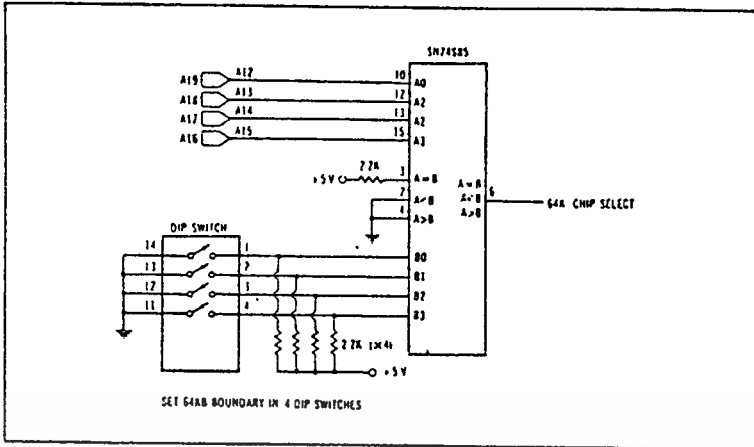 SN74S85
A19 A12 10 A0
A18 A13 12 A2
A17 A14 13 A2
A16 A15 15 A3
+5V 2.2K 3 A=B
A=B
2 A<B
A<B 6 64K CHIP SELECT
4 A>B
A>B
DIP SWITCH
14 1 B0
13 2 B1
12 3 B2
11 4 B3
2.2K (x4)
+5V
SET 64KB BOUNDARY IN 4 DIP SWITCHES